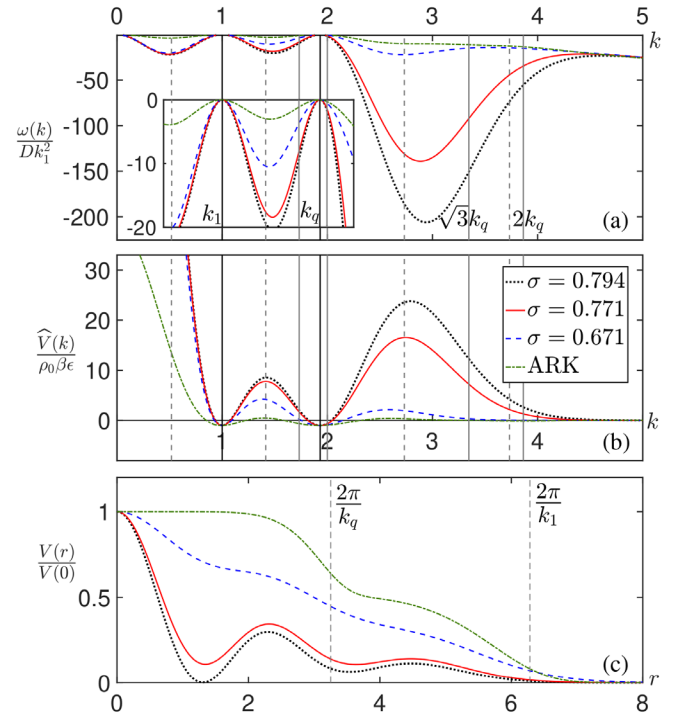 0 1 2 3 4 5
k
-50
-100
-150
-200
ω(k)
Dk₁²
0
-10
-20
k₁
k_q
√3k_q
2k_q
(a)
30
20
10
0
V̂(k)
ρ₀βϵ
σ = 0.794
σ = 0.771
σ = 0.671
ARK
k
1 2 3 4
(b)
1
0.5
0
V(r)
V(0)
2π
k_q
2π
k₁
(c)
r
0 2 4 6 8